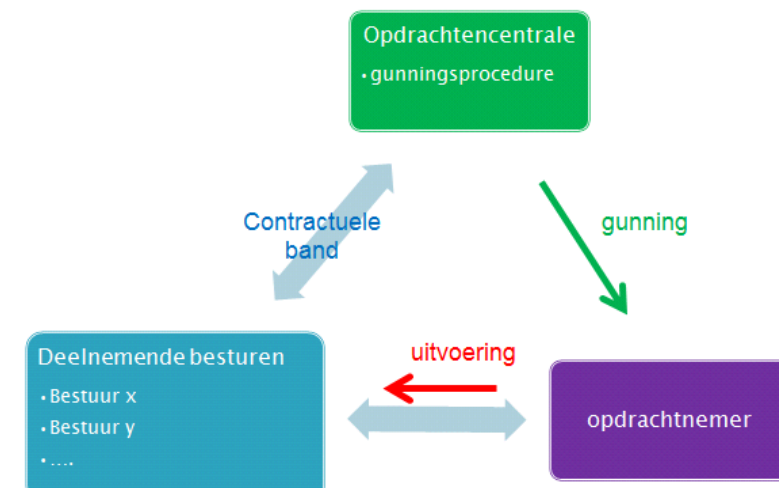 Opdrachtencentrale
• gunningsprocedure
Contractuele
band
gunning
Deelnemende besturen
• Bestuur x
• Bestuur y
• ....
uitvoering
opdrachtnemer